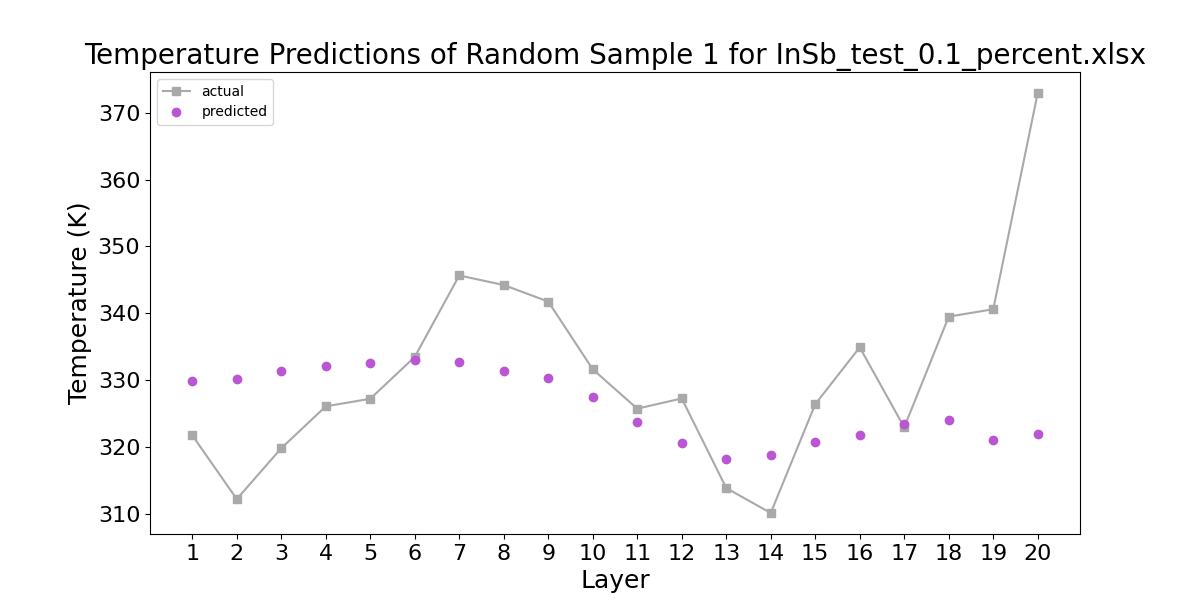 Temperature Predictions of Random Sample 1 for InSb_test_0.1_percent.xlsx
actual
predicted
Temperature (K)
370
360
350
340
330
320
310
1 2 3 4 5 6 7 8 9 10 11 12 13 14 15 16 17 18 19 20
Layer